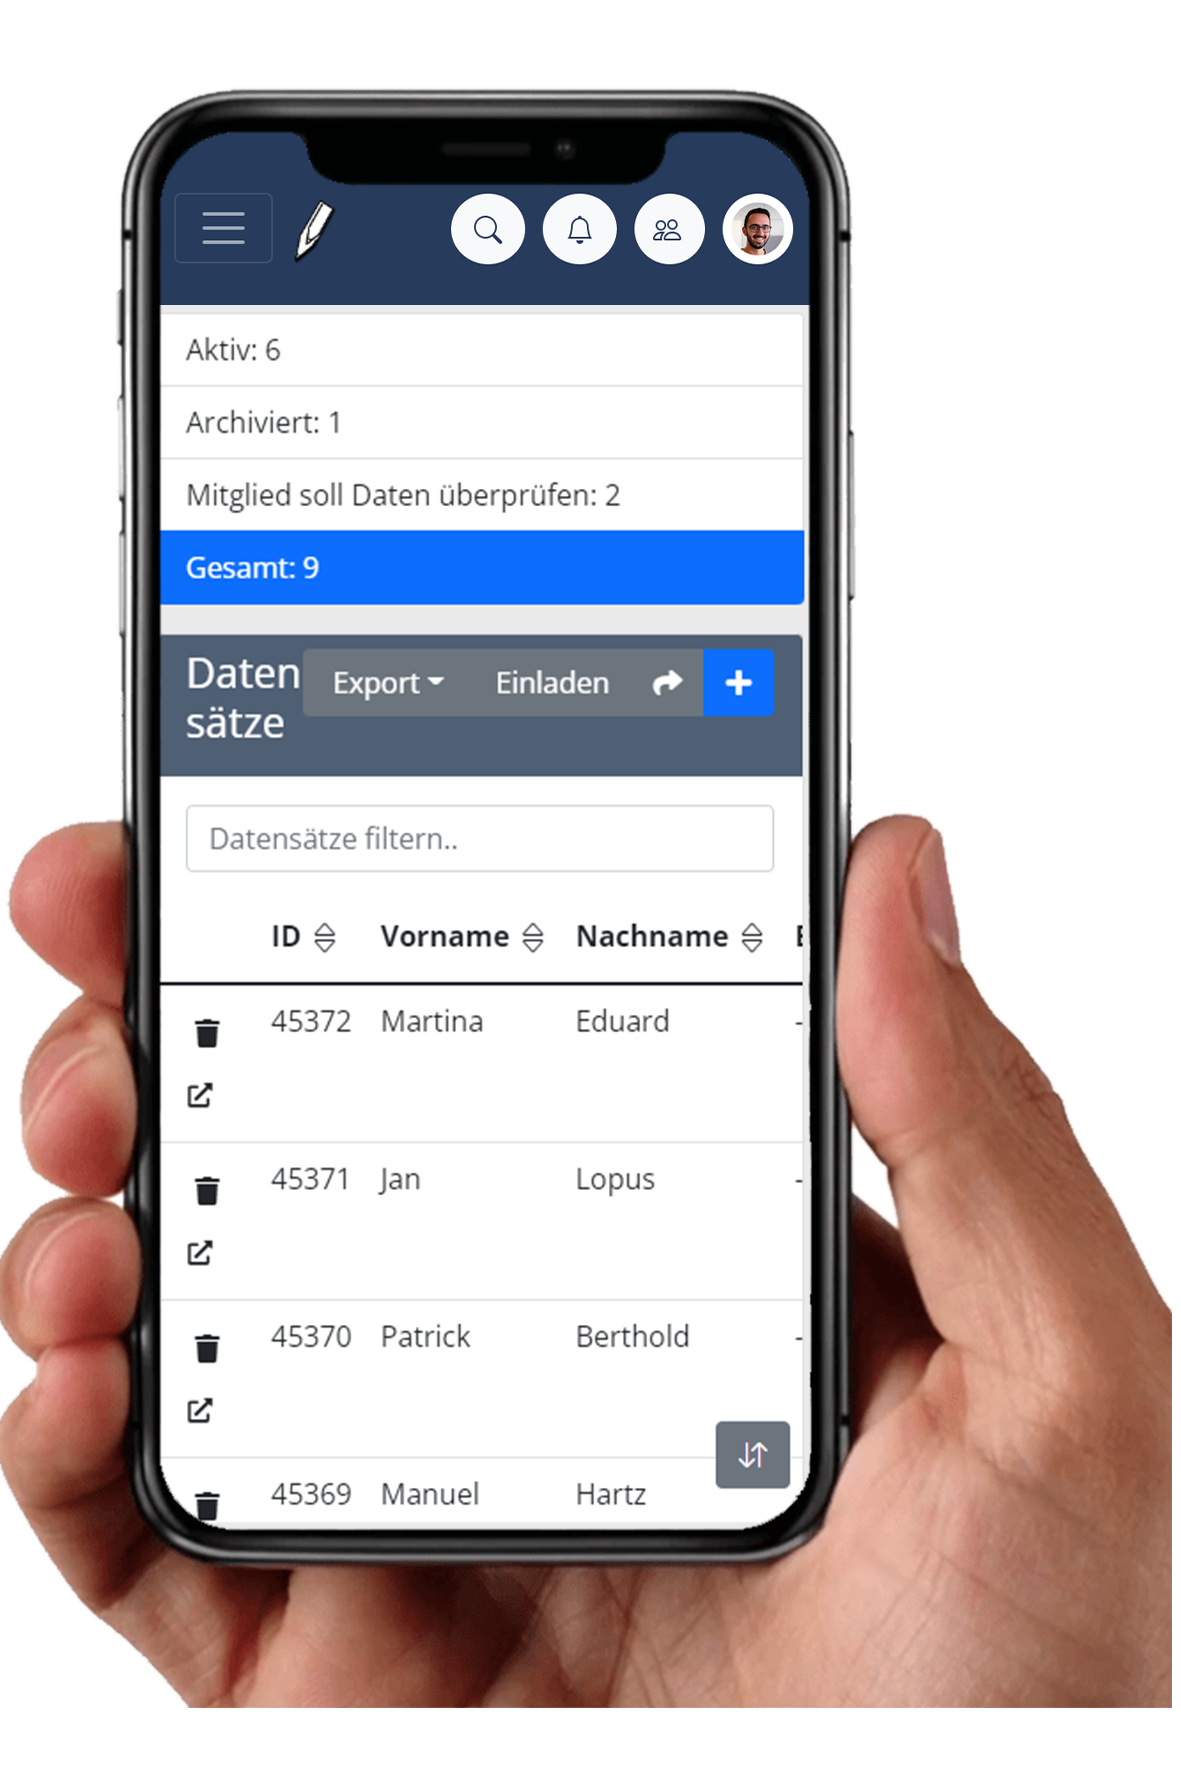 Aktiv: 6
Archiviert: 1
Mitglied soll Daten überprüfen: 2
Gesamt: 9
Daten
sätze
Export Einladen
Datensätze filtern..
ID Vorname Nachname
45372 Martina Eduard -
45371 Jan Lopus -
45370 Patrick Berthold -
45369 Manuel Hartz